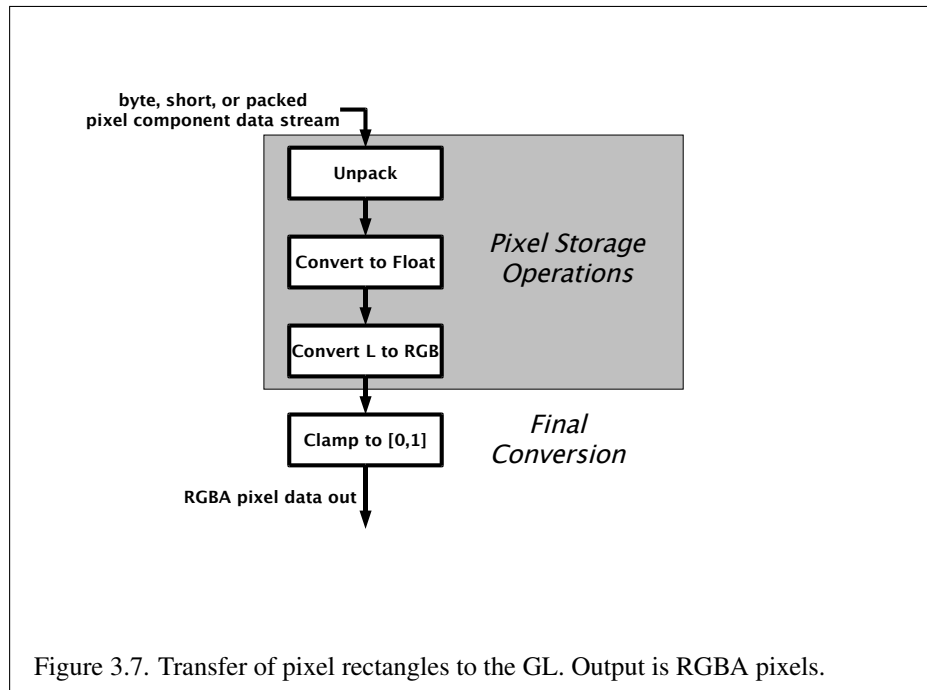 byte, short, or packed
pixel component data stream
Unpack
Convert to Float
Pixel Storage
Operations
Convert L to RGB
Clamp to [0,1]
Final
Conversion
RGBA pixel data out
Figure 3.7. Transfer of pixel rectangles to the GL. Output is RGBA pixels.